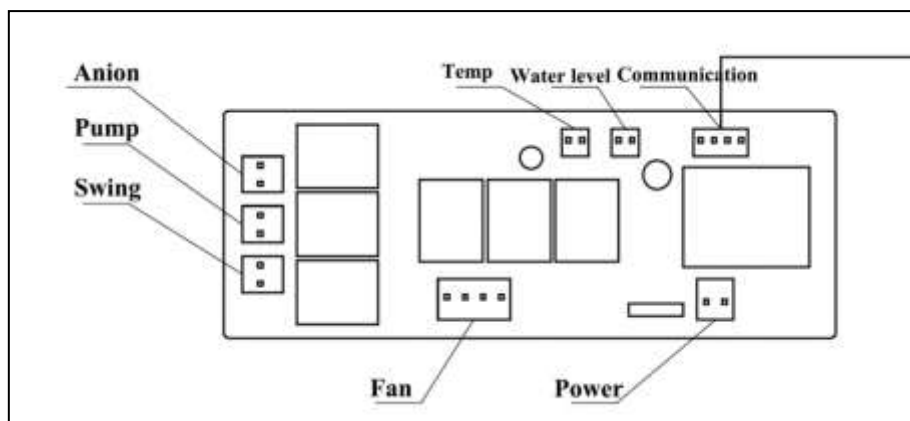 Anion
Pump
Swing
Temp
Water level
Communication
Fan
Power